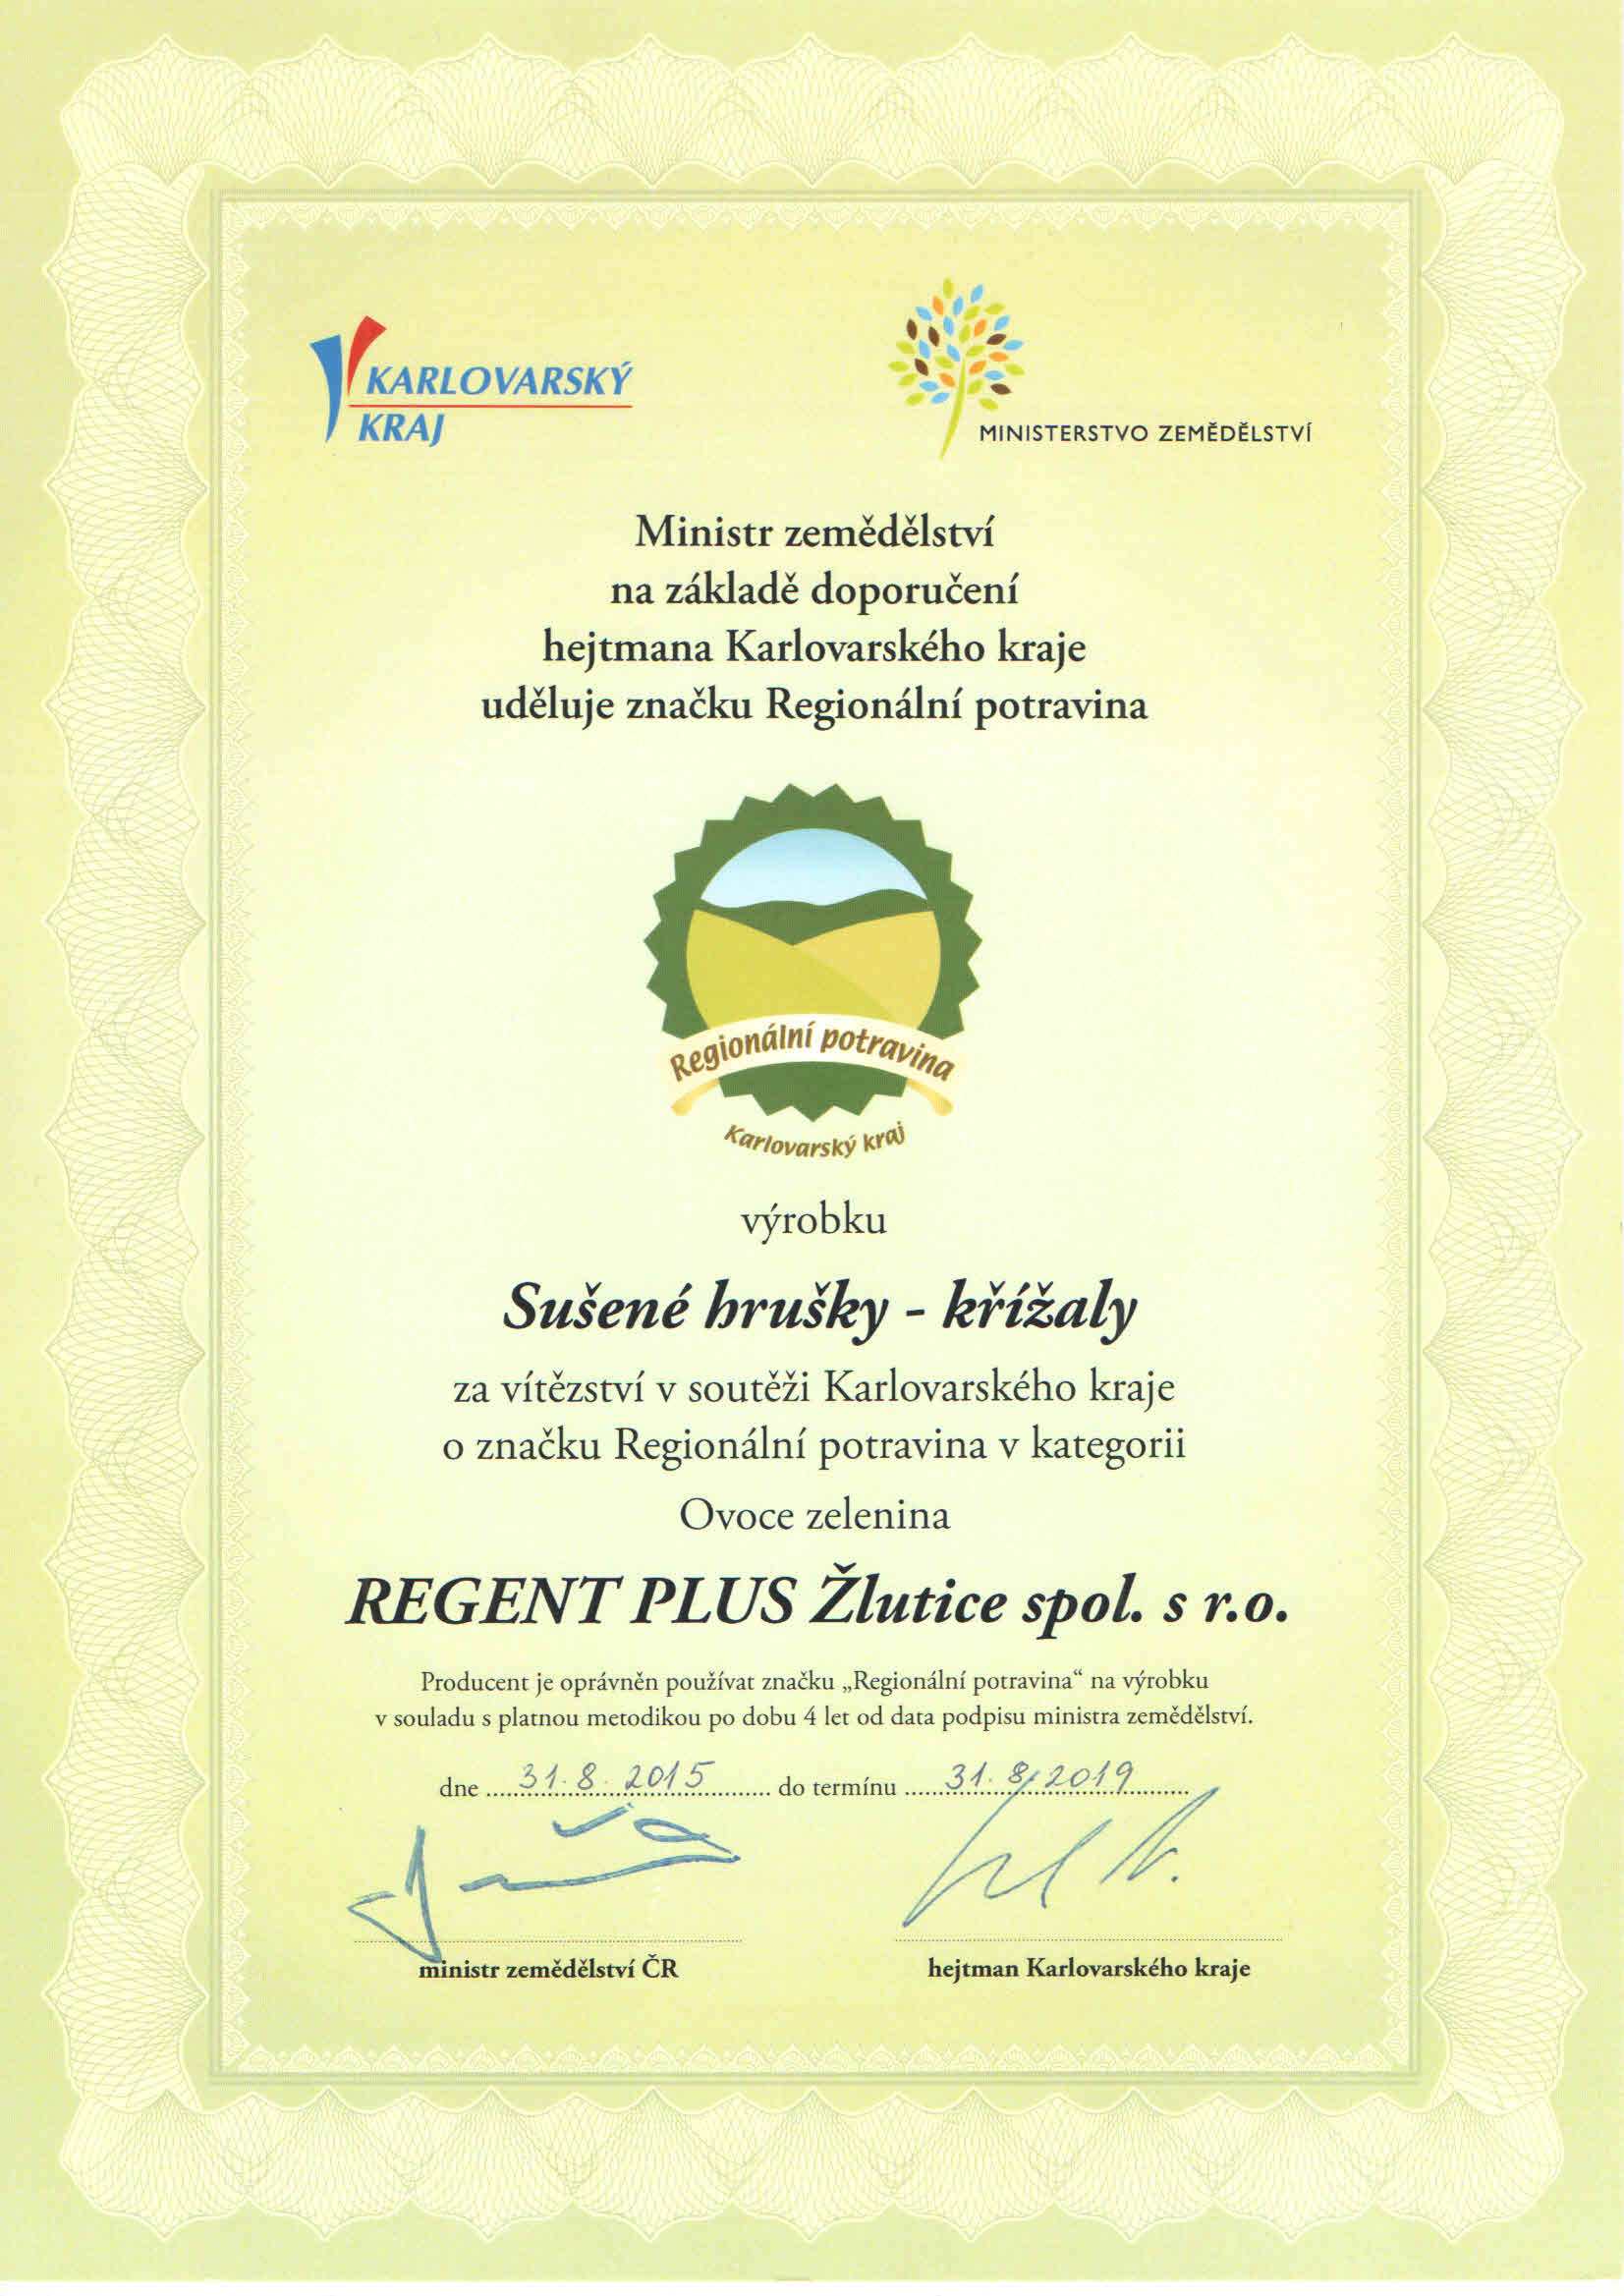 KARLOVARSKÝ
KRAJ
MINISTERSTVO ZEMĚDĚLSTVÍ
Ministr zemědělství
na základě doporučení
hejtmana Karlovarského kraje
uděluje značku Regionální potravina
Regionální potravina
Karlovarský kraj
výrobku
Sušené hrušky - křížaly
za vítězství v soutěži Karlovarského kraje
o značku Regionální potravina v kategorii
Ovoce zelenina
REGENT PLUS Žlutice spol. s r.o.
Producent je oprávněn používat značku „Regionální potravina“ na výrobku
v souladu s platnou metodikou po dobu 4 let od data podpisu ministra zemědělství.
dne 31. 8. 2015 do termínu 31. 8. 2019
ministr zemědělství ČR
hejtman Karlovarského kraje